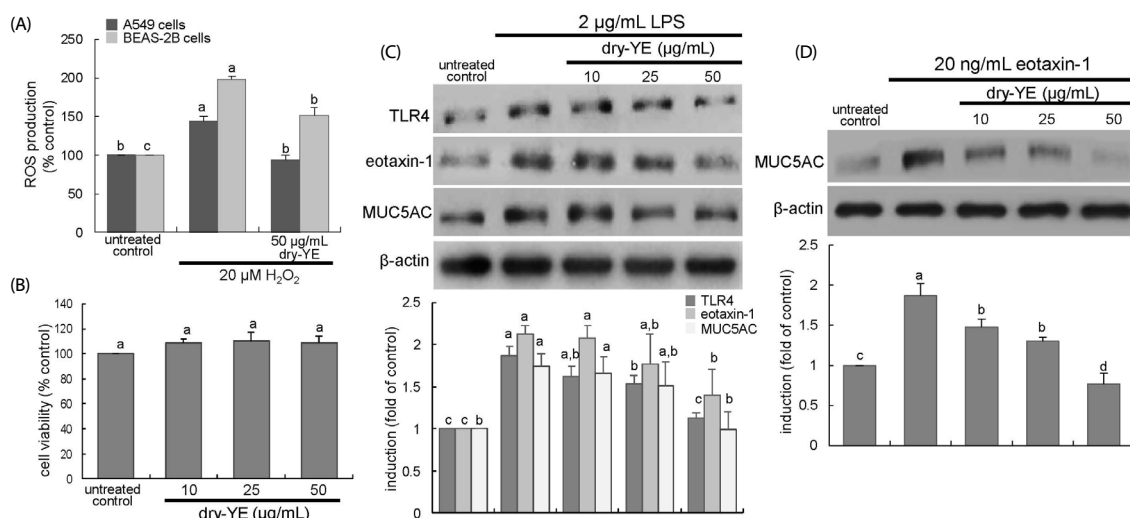 (A)
A549 cells
BEAS-2B cells
ROS production
(% control)
250
200
150
100
50
0
b c
a a
b b
untreated
control
50 µg/mL
dry-YE
20 µM H2O2
(B)
cell viability (% control)
140
120
100
80
60
40
20
0
a a a a
untreated
control
10 25 50
dry-YE (µg/mL)
(C)
2 µg/mL LPS
dry-YE (µg/mL)
untreated
control
10 25 50
TLR4
eotaxin-1
MUC5AC
β-actin
TLR4
eotaxin-1
MUC5AC
induction (fold of control)
2.5
2
1.5
1
0.5
0
c c b
a a a
a,b a a
b a,b a,b
c b b
(D)
20 ng/mL eotaxin-1
dry-YE (µg/mL)
untreated
control
10 25 50
MUC5AC
β-actin
induction (fold of control)
2.5
2
1.5
1
0.5
0
c a b b d